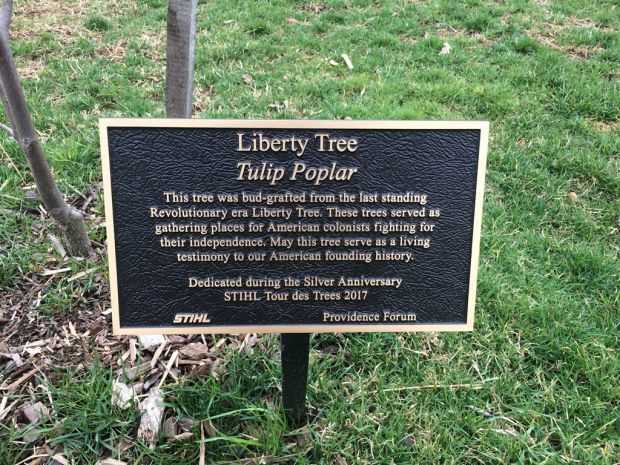 Liberty Tree
Tulip Poplar
This tree was bud-grafted from the last standing
Revolutionary era Liberty Tree. These trees served as
gathering places for American colonists fighting for
their independence. May this tree serve as a living
testimony to our American founding history.
Dedicated during the Silver Anniversary
STIHL Tour des Trees 2017
STIHL Providence Forum